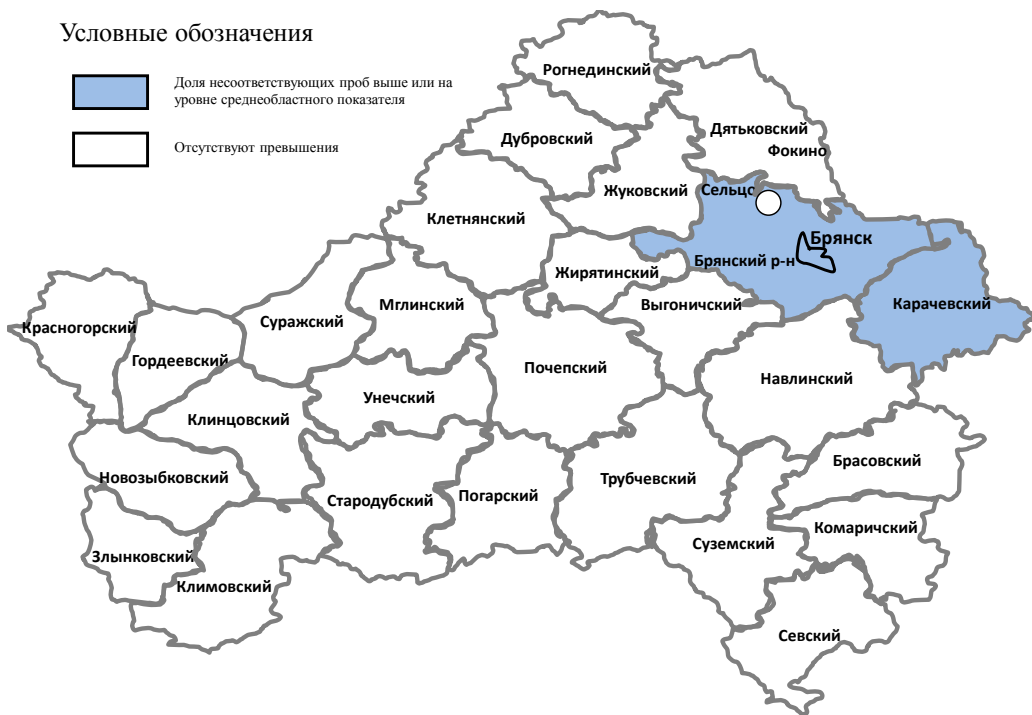 Условные обозначения
Доля несоответствующих проб выше или на
уровне среднеобластного показателя
Отсутствуют превышения
Рогнединский
Дубровский
Дятьковский
Фокино
Жуковский
Сельцо
Клетнянский
Брянск
Брянский р-н
Жирятинский
Выгоничский
Карачевский
Мглинский
Суражский
Красногорский
Гордеевский
Почепский
Навлинский
Унечский
Клинцовский
Брасовский
Новозыбковский
Стародубский
Погарский
Трубчевский
Комаричский
Суземский
Злынковский
Климовский
Севский